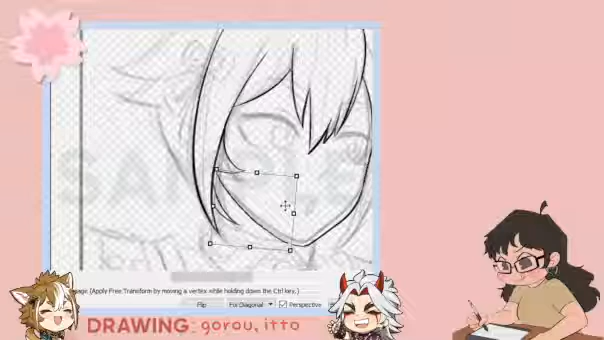 SAMPLE
(Apply Free Transform by moving a vertex while holding down the Ctrl key.)
Flip
For Diagonal
Perspective
DRAWING: gorou, itto